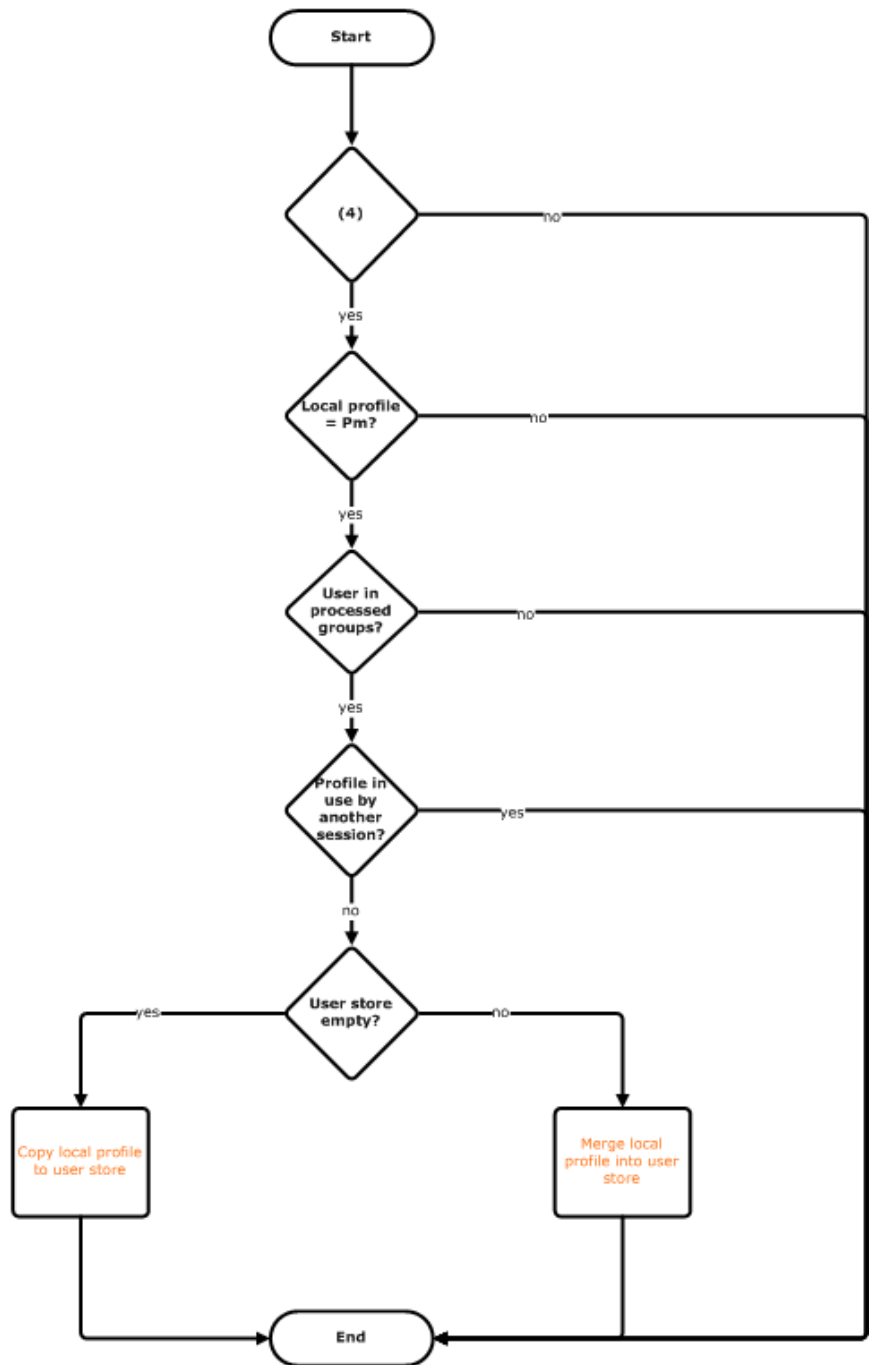 Start
(4)
no
yes
Local profile
= Pm?
no
yes
User in
processed
groups?
no
yes
Profile in
use by
another
session?
yes
no
User store
empty?
yes
no
Copy local profile
to user store
Merge local
profile into user
store
End